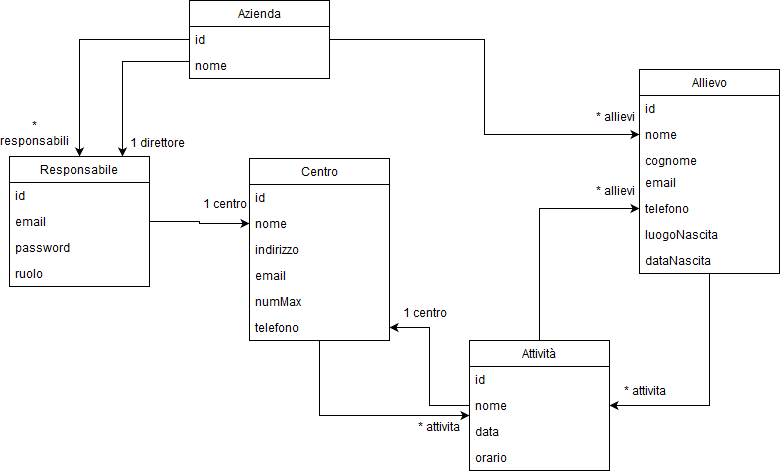 Azienda
id
nome
*
responsabili
1 direttore
Responsabile
id
email
password
ruolo
1 centro
Centro
id
nome
indirizzo
email
numMax
telefono
* allievi
Allievo
id
nome
cognome
email
telefono
luogoNascita
dataNascita
* allievi
1 centro
* attivita
Attività
id
nome
data
orario
* attivita